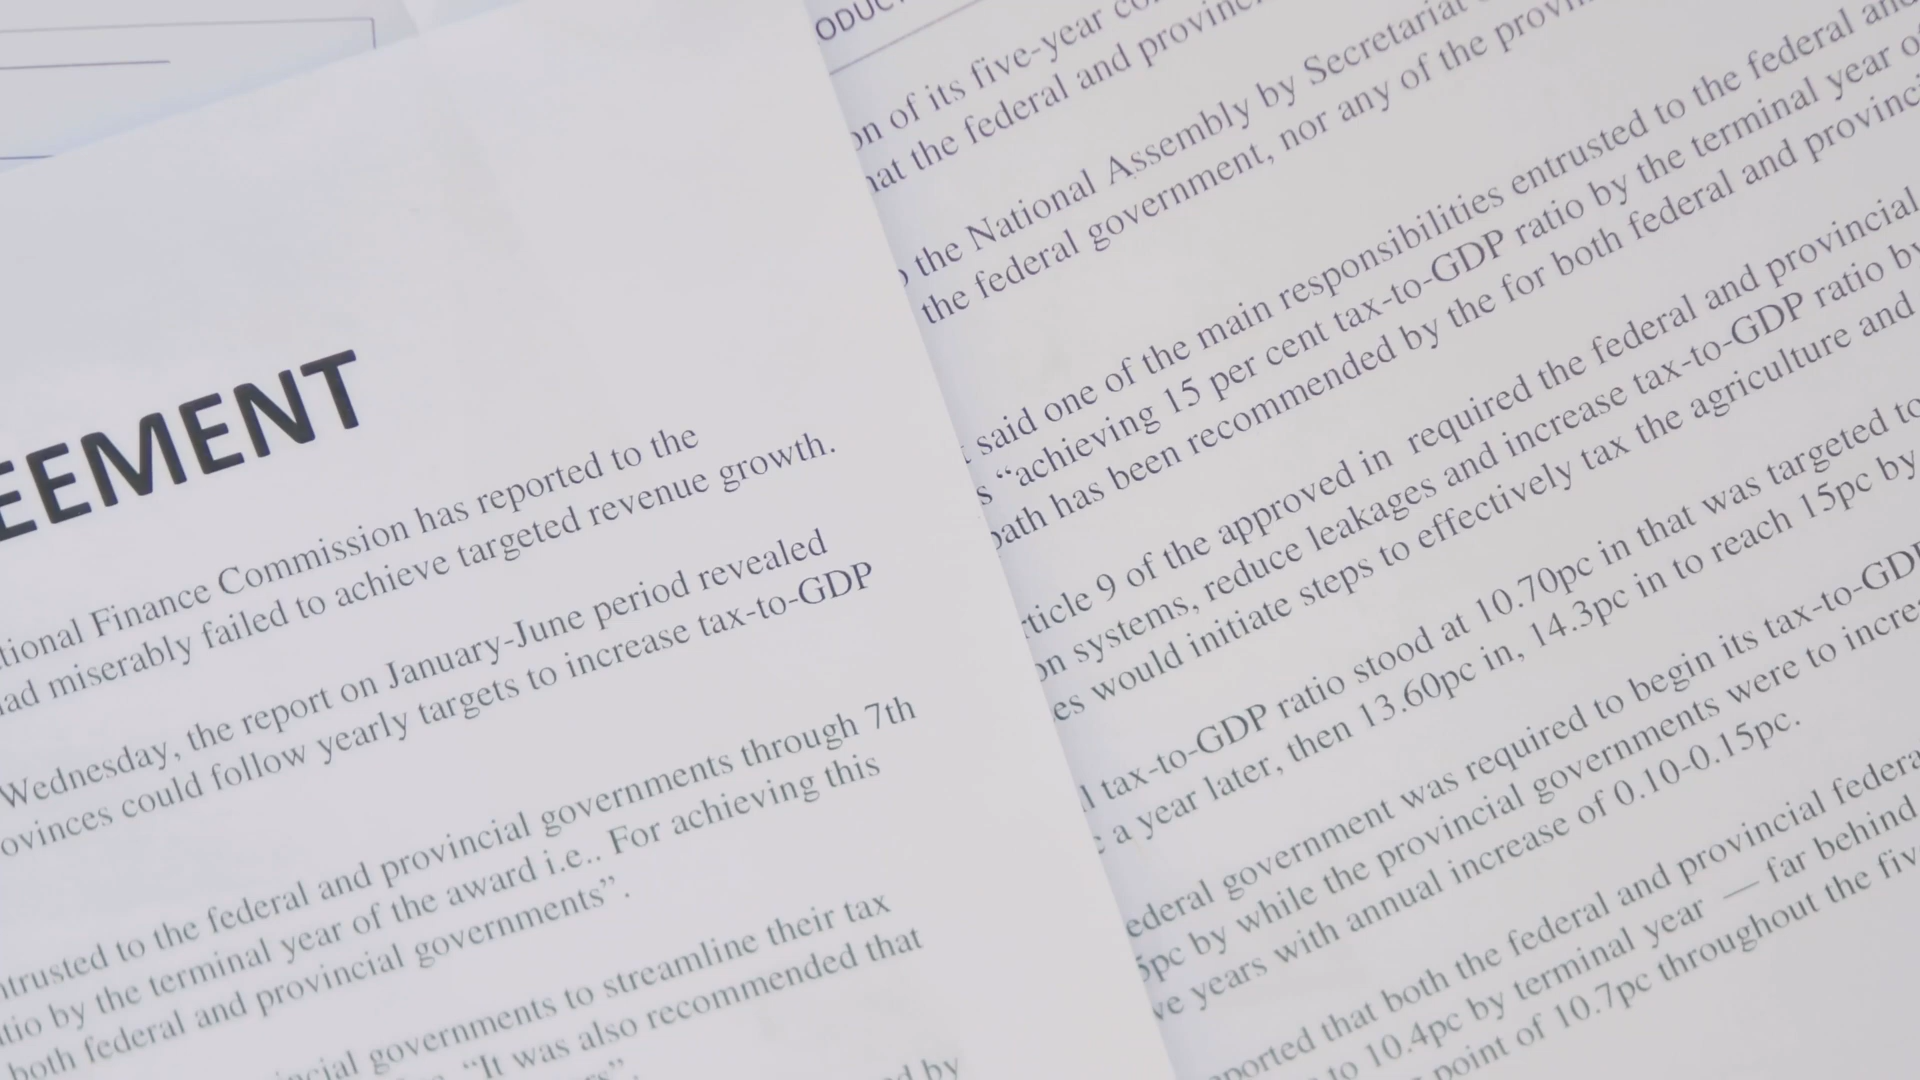 EEMENT
tional Finance Commission has reported to the
ad miserably failed to achieve targeted revenue growth.
Wednesday, the report on January-June period revealed
ovinces could follow yearly targets to increase tax-to-GDP
ntrusted to the federal and provincial governments through 7th
tio by the terminal year of the award i.e.. For achieving this
both federal and provincial governments”.
ncial governments to streamline their tax
“It was also recommended that
d by
ODUC
on of its five-year
hat the federal and provinc
the National Assembly by Secretariat
the federal government, nor any of the provin
said one of the main responsibilities entrusted to the federal and
s “achieving 15 per cent tax-to-GDP ratio by the terminal year of
path has been recommended by the for both federal and provinci
rticle 9 of the approved in required the federal and provincial
on systems, reduce leakages and increase tax-to-GDP ratio by
es would initiate steps to effectively tax the agriculture and
l tax-to-GDP ratio stood at 10.70pc in that was targeted to
a year later, then 13.60pc in, 14.3pc in to reach 15pc by
ederal government was required to begin its tax-to-GDP
5pc by while the provincial governments were to increa
ve years with annual increase of 0.10-0.15pc.
ported that both the federal and provincial federa
to 10.4pc by terminal year — far behind
point of 10.7pc throughout the five